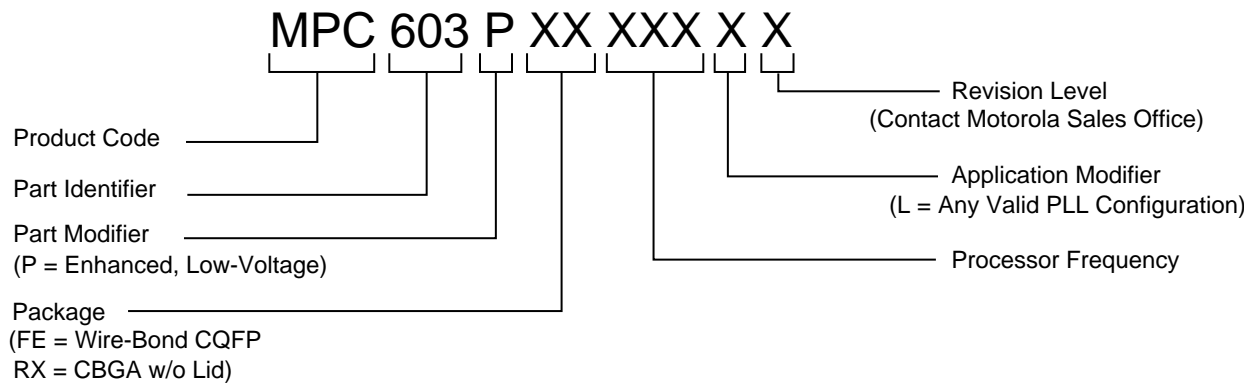 MPC 603 P XX XXX X X
Revision Level
(Contact Motorola Sales Office)
Product Code
Application Modifier
(L = Any Valid PLL Configuration)
Part Identifier
Part Modifier
(P = Enhanced, Low-Voltage)
Processor Frequency
Package
(FE = Wire-Bond CQFP
RX = CBGA w/o Lid)